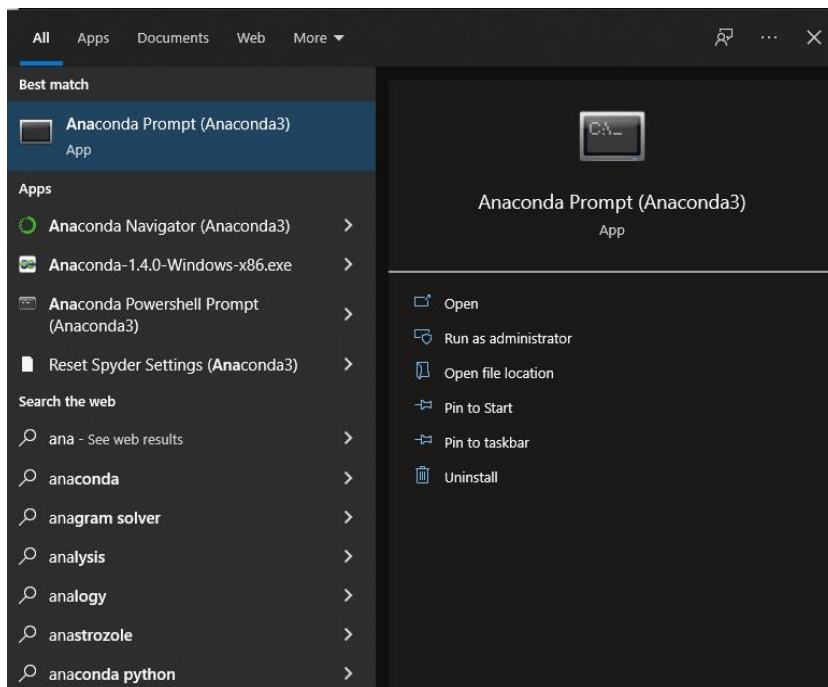 All Apps Documents Web More
Best match
Anaconda Prompt (Anaconda3)
App
Apps
Anaconda Navigator (Anaconda3)
Anaconda-1.4.0-Windows-x86.exe
Anaconda Powershell Prompt
(Anaconda3)
Reset Spyder Settings (Anaconda3)
Search the web
ana - See web results
anaconda
anagram solver
analysis
analogy
anastrozole
anaconda python
C:\_
Anaconda Prompt (Anaconda3)
App
Open
Run as administrator
Open file location
Pin to Start
Pin to taskbar
Uninstall